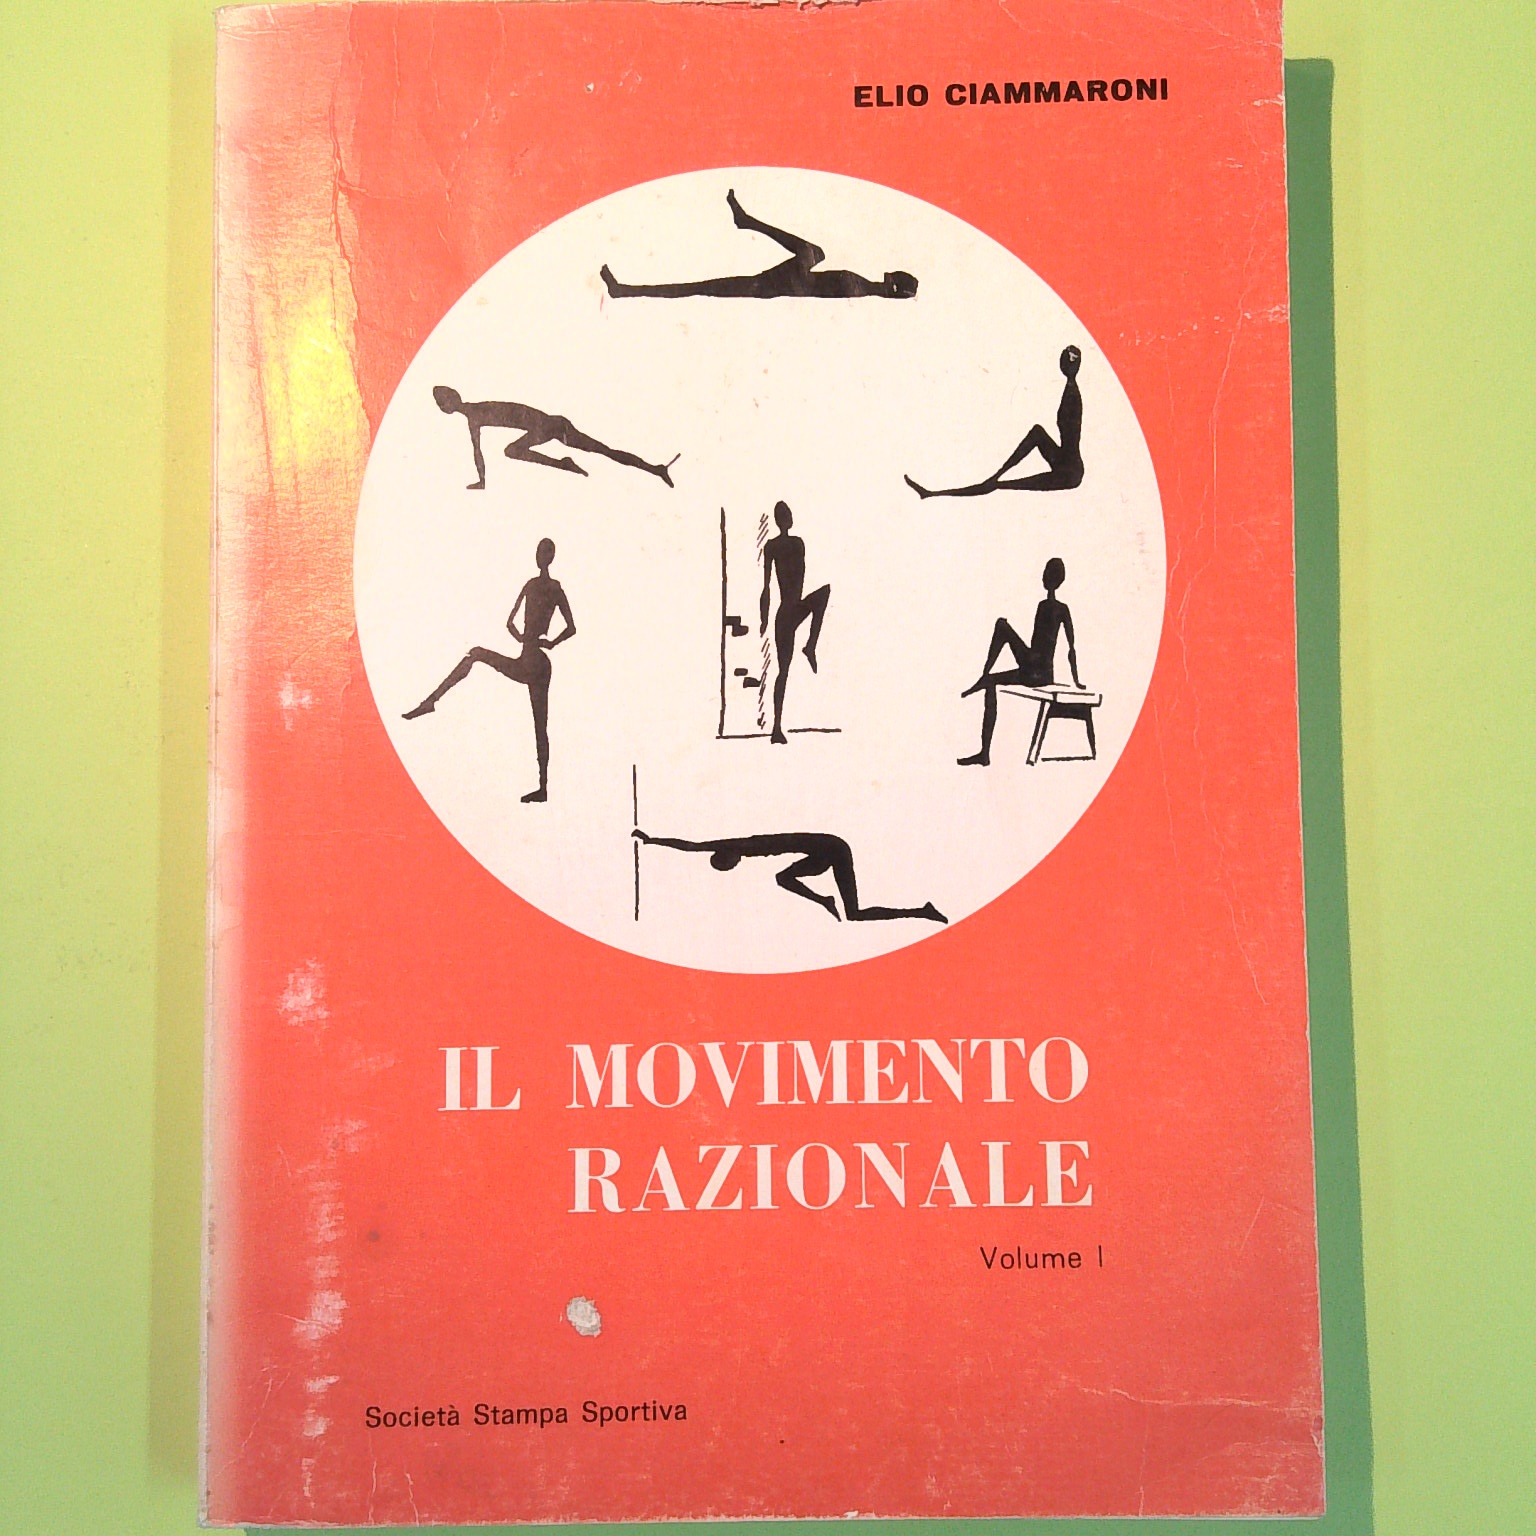 ELIO CIAMMARONI
IL MOVIMENTO
RAZIONALE
Volume I
Società Stampa Sportiva